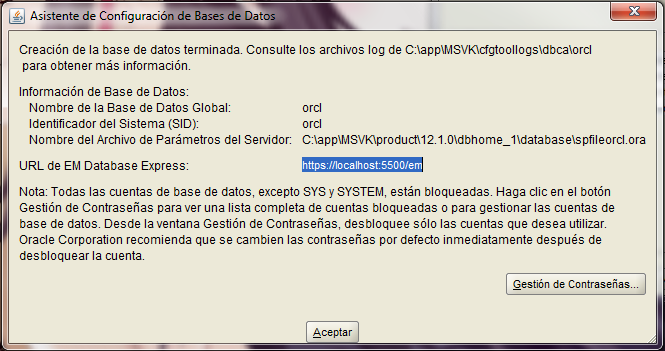 Asistente de Configuración de Bases de Datos
Creación de la base de datos terminada. Consulte los archivos log de C:\app\MSVK\cfgtoollogs\dbca\orcl
para obtener más información.
Información de Base de Datos:
Nombre de la Base de Datos Global: orcl
Identificador del Sistema (SID): orcl
Nombre del Archivo de Parámetros del Servidor: C:\app\MSVK\product\12.1.0\dbhome_1\database\spfileorcl.ora
URL de EM Database Express: https://localhost:5500/em
Nota: Todas las cuentas de base de datos, excepto SYS y SYSTEM, están bloqueadas. Haga clic en el botón
Gestión de Contraseñas para ver una lista completa de cuentas bloqueadas o para gestionar las cuentas de
base de datos. Desde la ventana Gestión de Contraseñas, desbloquee sólo las cuentas que desea utilizar.
Oracle Corporation recomienda que se cambien las contraseñas por defecto inmediatamente después de
desbloquear la cuenta.
Gestión de Contraseñas...
Aceptar